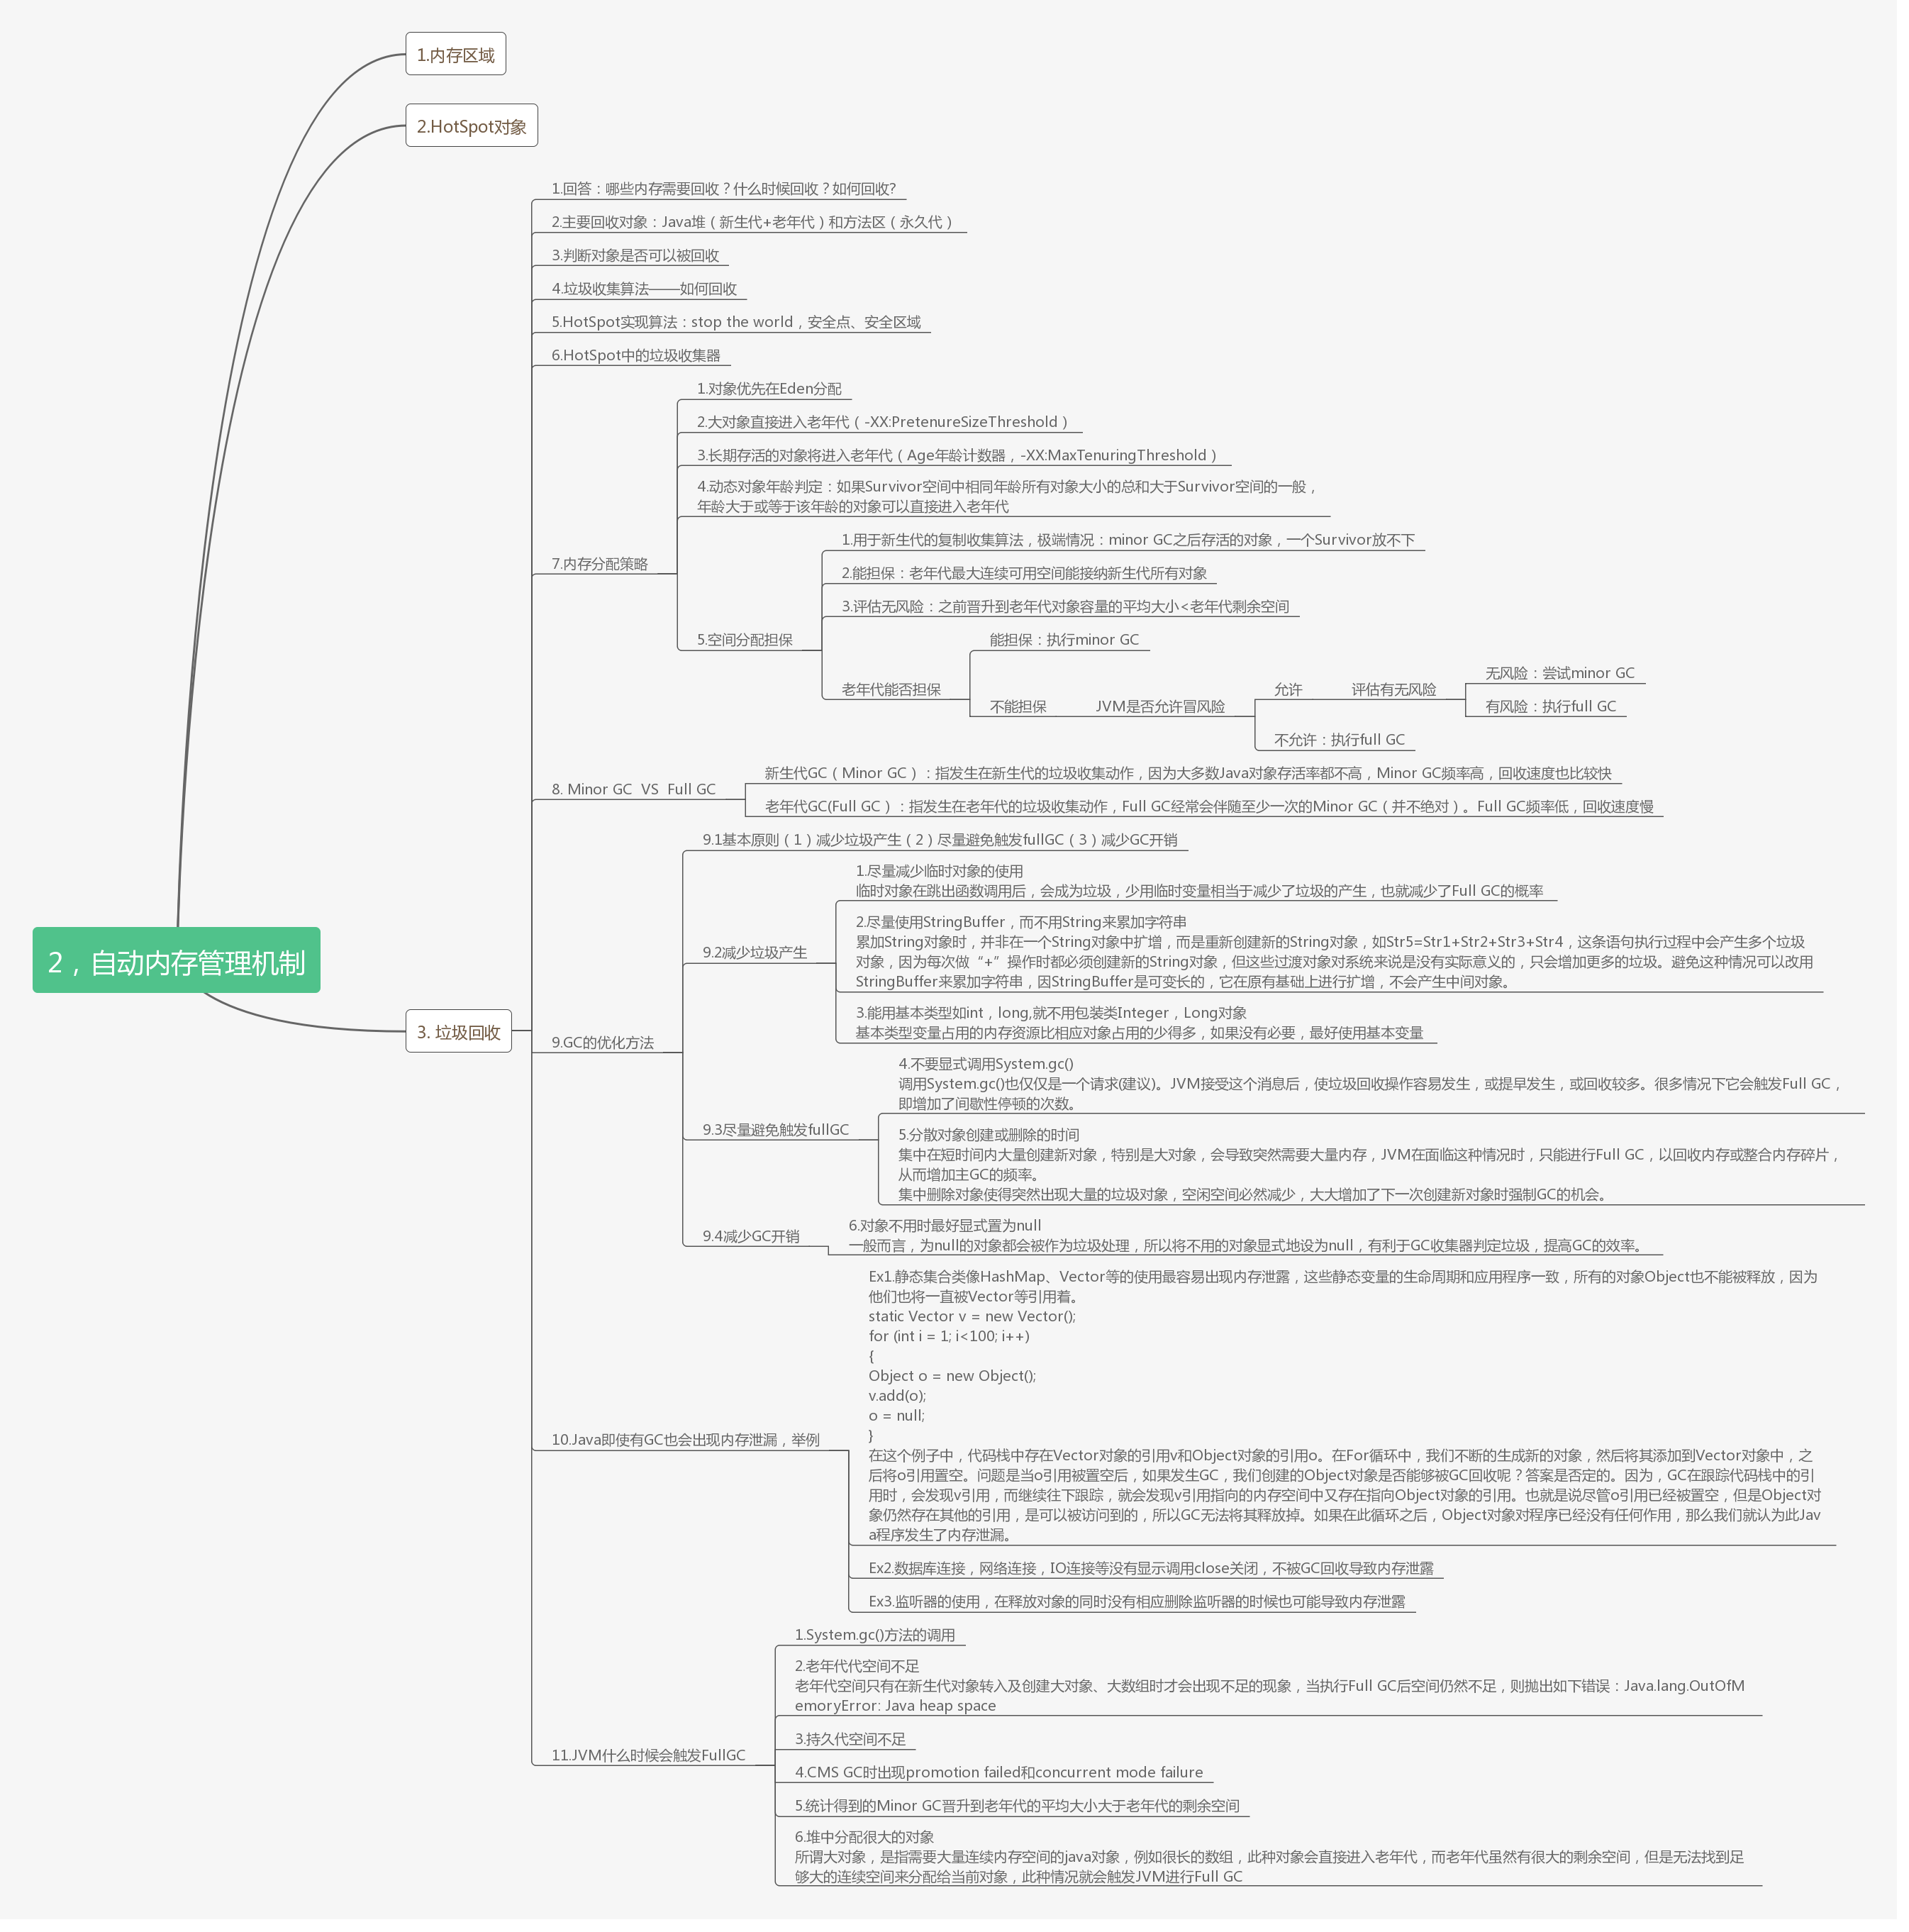 1.内存区域
2.HotSpot对象
1.回答：哪些内存需要回收？什么时候回收？如何回收?
2.主要回收对象：Java堆（新生代+老年代）和方法区（永久代）
3.判断对象是否可以被回收
4.垃圾收集算法——如何回收
5.HotSpot实现算法：stop the world，安全点、安全区域
6.HotSpot中的垃圾收集器
1.对象优先在Eden分配
2.大对象直接进入老年代（-XX:PretenureSizeThreshold）
3.长期存活的对象将进入老年代（Age年龄计数器，-XX:MaxTenuringThreshold）
4.动态对象年龄判定：如果Survivor空间中相同年龄所有对象大小的总和大于Survivor空间的一般，
年龄大于或等于该年龄的对象可以直接进入老年代
7.内存分配策略
1.用于新生代的复制收集算法，极端情况：minor GC之后存活的对象，一个Survivor放不下
2.能担保：老年代最大连续可用空间能接纳新生代所有对象
3.评估无风险：之前晋升到老年代对象容量的平均大小<老年代剩余空间
5.空间分配担保
能担保：执行minor GC
老年代能否担保
不能担保
JVM是否允许冒风险
允许
评估有无风险
无风险：尝试minor GC
有风险：执行full GC
不允许：执行full GC
8. Minor GC  VS  Full GC
新生代GC（Minor GC）：指发生在新生代的垃圾收集动作，因为大多数Java对象存活率都不高，Minor GC频率高，回收速度也比较快
老年代GC(Full GC）：指发生在老年代的垃圾收集动作，Full GC经常会伴随至少一次的Minor GC（并不绝对）。Full GC频率低，回收速度慢
9.1基本原则（1）减少垃圾产生（2）尽量避免触发fullGC（3）减少GC开销
1.尽量减少临时对象的使用
临时对象在跳出函数调用后，会成为垃圾，少用临时变量相当于减少了垃圾的产生，也就减少了Full GC的概率
9.2减少垃圾产生
2.尽量使用StringBuffer，而不用String来累加字符串
累加String对象时，并非在一个String对象中扩增，而是重新创建新的String对象，如Str5=Str1+Str2+Str3+Str4，这条语句执行过程中会产生多个垃圾
对象，因为每次做“+”操作时都必须创建新的String对象，但这些过渡对象对系统来说是没有实际意义的，只会增加更多的垃圾。避免这种情况可以改用
StringBuffer来累加字符串，因StringBuffer是可变长的，它在原有基础上进行扩增，不会产生中间对象。
3.能用基本类型如int，long,就不用包装类Integer，Long对象
基本类型变量占用的内存资源比相应对象占用的少得多，如果没有必要，最好使用基本变量
2，自动内存管理机制
3. 垃圾回收
9.GC的优化方法
4.不要显式调用System.gc()
调用System.gc()也仅仅是一个请求(建议)。JVM接受这个消息后，使垃圾回收操作容易发生，或提早发生，或回收较多。很多情况下它会触发Full GC，
即增加了间歇性停顿的次数。
9.3尽量避免触发fullGC
5.分散对象创建或删除的时间
集中在短时间内大量创建新对象，特别是大对象，会导致突然需要大量内存，JVM在面临这种情况时，只能进行Full GC，以回收内存或整合内存碎片，
从而增加主GC的频率。
集中删除对象使得突然出现大量的垃圾对象，空闲空间必然减少，大大增加了下一次创建新对象时强制GC的机会。
9.4减少GC开销
6.对象不用时最好显式置为null
一般而言，为null的对象都会被作为垃圾处理，所以将不用的对象显式地设为null，有利于GC收集器判定垃圾，提高GC的效率。
Ex1.静态集合类像HashMap、Vector等的使用最容易出现内存泄露，这些静态变量的生命周期和应用程序一致，所有的对象Object也不能被释放，因为
他们也将一直被Vector等引用着。
static Vector v = new Vector();
for (int i = 1; i<100; i++)
{
Object o = new Object();
v.add(o);
o = null;
}
10.Java即使有GC也会出现内存泄漏，举例
在这个例子中，代码栈中存在Vector对象的引用v和Object对象的引用o。在For循环中，我们不断的生成新的对象，然后将其添加到Vector对象中，之
后将o引用置空。问题是当o引用被置空后，如果发生GC，我们创建的Object对象是否能够被GC回收呢？答案是否定的。因为，GC在跟踪代码栈中的引
用时，会发现v引用，而继续往下跟踪，就会发现v引用指向的内存空间中又存在指向Object对象的引用。也就是说尽管o引用已经被置空，但是Object对
象仍然存在其他的引用，是可以被访问到的，所以GC无法将其释放掉。如果在此循环之后，Object对象对程序已经没有任何作用，那么我们就认为此Jav
a程序发生了内存泄漏。
Ex2.数据库连接，网络连接，IO连接等没有显示调用close关闭，不被GC回收导致内存泄露
Ex3.监听器的使用，在释放对象的同时没有相应删除监听器的时候也可能导致内存泄露
1.System.gc()方法的调用
2.老年代代空间不足
老年代空间只有在新生代对象转入及创建大对象、大数组时才会出现不足的现象，当执行Full GC后空间仍然不足，则抛出如下错误：Java.lang.OutOfM
emoryError: Java heap space
3.持久代空间不足
11.JVM什么时候会触发FullGC
4.CMS GC时出现promotion failed和concurrent mode failure
5.统计得到的Minor GC晋升到老年代的平均大小大于老年代的剩余空间
6.堆中分配很大的对象
所谓大对象，是指需要大量连续内存空间的java对象，例如很长的数组，此种对象会直接进入老年代，而老年代虽然有很大的剩余空间，但是无法找到足
够大的连续空间来分配给当前对象，此种情况就会触发JVM进行Full GC